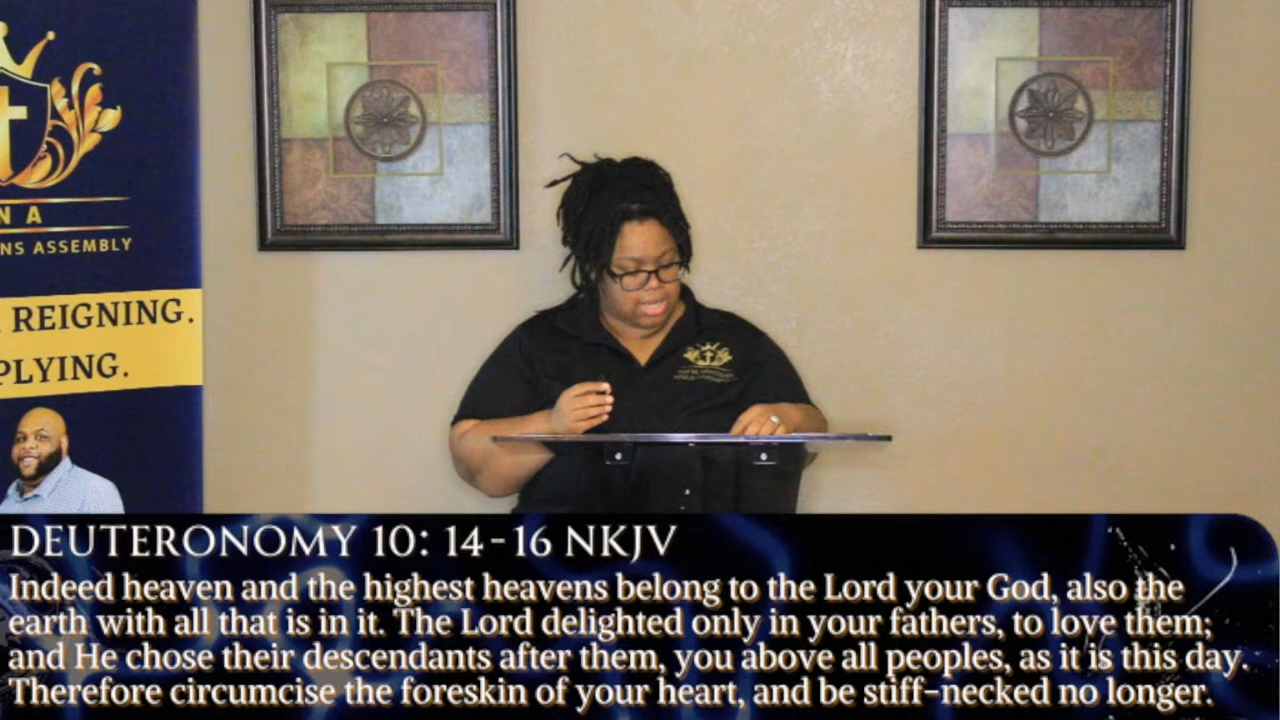 N A
NS ASSEMBLY
REIGNING.
PLYING.
DEUTERONOMY 10: 14-16 NKJV
Indeed heaven and the highest heavens belong to the Lord your God, also the
earth with all that is in it. The Lord delighted only in your fathers, to love them;
and He chose their descendants after them, you above all peoples, as it is this day.
Therefore circumcise the foreskin of your heart, and be stiff-necked no longer.